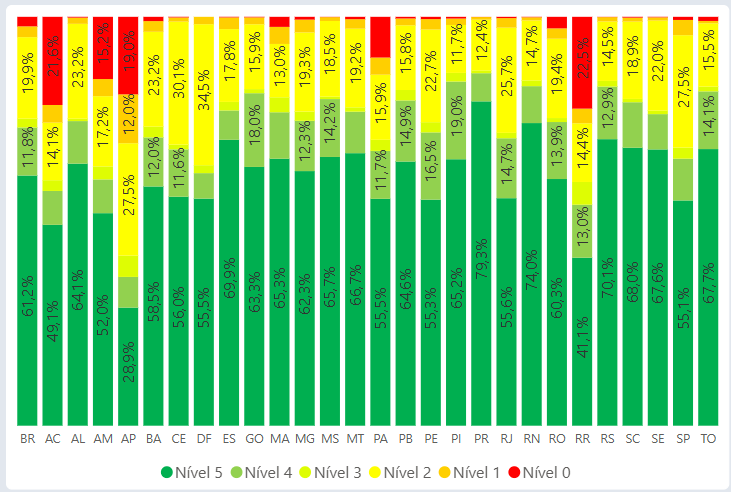 19,9% 11,8% 61,2%
21,6% 14,1% 49,1%
23,2% 64,1%
15,2% 17,2% 52,0%
19,0% 12,0% 27,5% 28,9%
23,2% 12,0% 58,5%
30,1% 11,6% 56,0%
34,5% 55,5%
17,8% 69,9%
15,9% 18,0% 63,3%
13,0% 65,3%
19,3% 12,3% 62,3%
18,5% 14,2% 65,7%
19,2% 66,7%
15,9% 11,7% 55,5%
15,8% 14,9% 64,6%
22,7% 16,5% 55,3%
11,7% 19,0% 65,2%
12,4% 79,3%
25,7% 14,7% 55,6%
14,7% 74,0%
19,4% 13,9% 60,3%
22,5% 14,4% 13,0% 41,1%
14,5% 12,9% 70,1%
18,9% 68,0%
22,0% 67,6%
27,5% 55,1%
15,5% 14,1% 67,7%
BR AC AL AM AP BA CE DF ES GO MA MG MS MT PA PB PE PI PR RJ RN RO RR RS SC SE SP TO
Nível 5 Nível 4 Nível 3 Nível 2 Nível 1 Nível 0